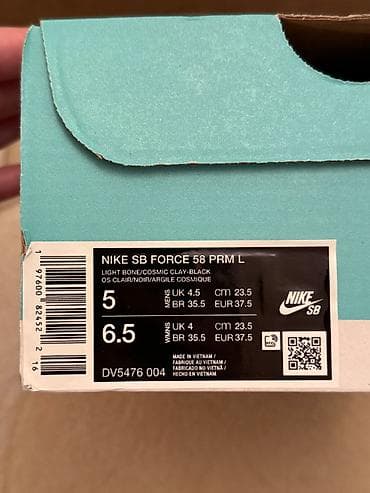 NIKE SB FORCE 58 PRM L
LIGHT BONE/COSMIC CLAY-BLACK
OS CLAIR/NOIR/ARGILE COSMIQUE
5 MENS UK 4.5 cm 23.5
BR 35.5 EUR 37.5
6.5 WMNS UK 4 cm 23.5
BR 35.5 EUR 37.5
DV5476 004
MADE IN VIETNAM /
FABRIQUE AU VIETNAM /
FABRICADO NO VIETNÃ /
HECHO EN VIETNAM
NIKE
SB
1 97600 82452 2 16